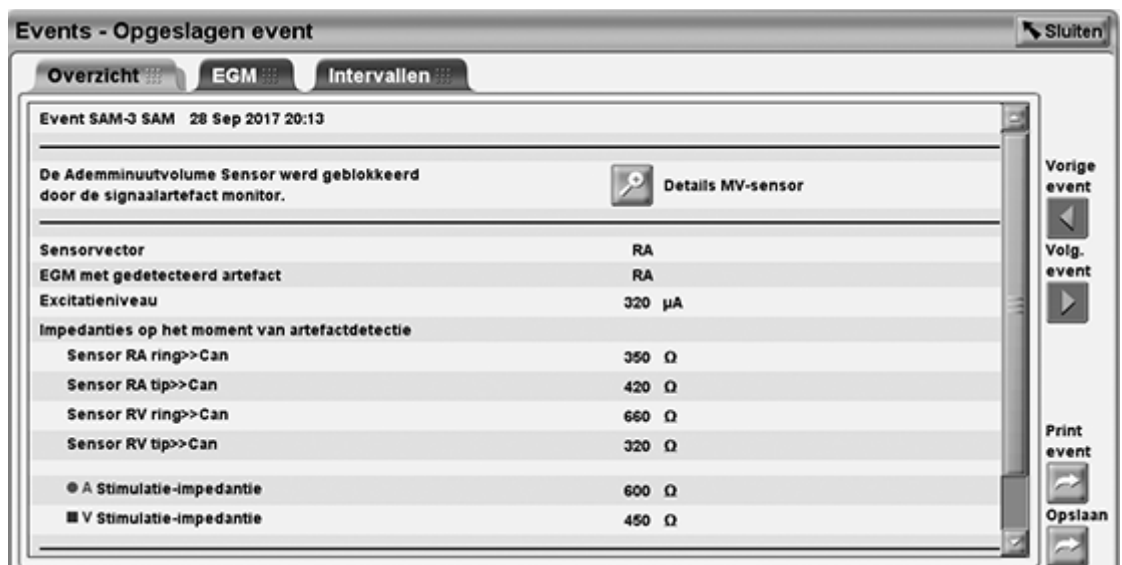 Events - Opgeslagen event
Sluiten
Overzicht
EGM
Intervallen
Event SAM-3 SAM 28 Sep 2017 20:13
De Ademminuutvolume Sensor werd geblokkeerd
door de signaalartefact monitor.
Details MV-sensor
Sensorvector RA
EGM met gedetecteerd artefact RA
Excitatieniveau 320 µA
Impedanties op het moment van artefactdetectie
Sensor RA ring>>Can 350 Ω
Sensor RA tip>>Can 420 Ω
Sensor RV ring>>Can 660 Ω
Sensor RV tip>>Can 320 Ω
A Stimulatie-impedantie 600 Ω
V Stimulatie-impedantie 450 Ω
Vorige
event
Volg.
event
Print
event
Opslaan